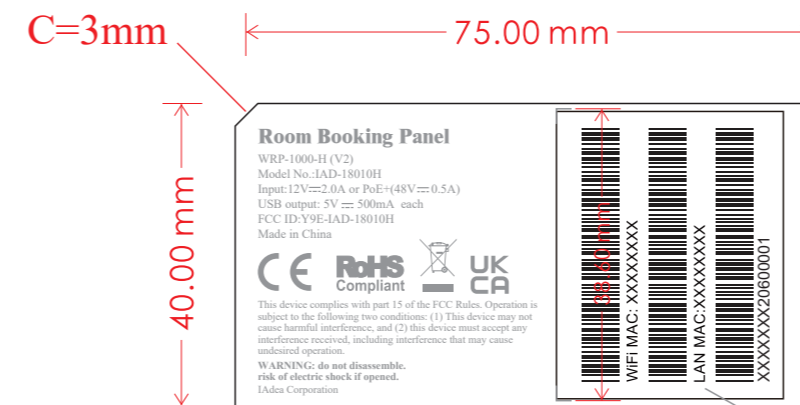 C=3mm
75.00 mm
40.00 mm
Room Booking Panel
WRP-1000-H (V2)
Model No.:IAD-18010H
Input:12V⎓2.0A or PoE+(48V⎓0.5A)
USB output: 5V ⎓ 500mA each
FCC ID:Y9E-IAD-18010H
Made in China
CE
RoHS
Compliant
UK
CA
This device complies with part 15 of the FCC Rules. Operation is
subject to the following two conditions: (1) This device may not
cause harmful interference, and (2) this device must accept any
interference received, including interference that may cause
undesired operation.
WARNING: do not disassemble.
risk of electric shock if opened.
IAdea Corporation
38.60 mm
WiFi MAC: XXXXXXXX
LAN MAC:XXXXXXXX
XXXXXXX20600001